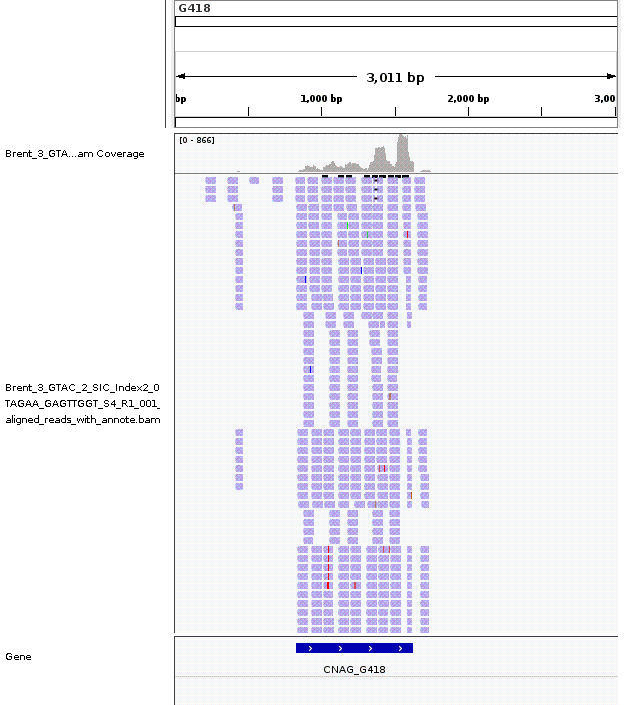 G418
3,011 bp
bp 1,000 bp 2,000 bp 3,00
[0 - 866]
Brent_3_GTA...am Coverage
Brent_3_GTAC_2_SIC_Index2_0
TAGAA_GAGTTGGT_S4_R1_001_
aligned_reads_with_annote.bam
Gene
CNAG_G418